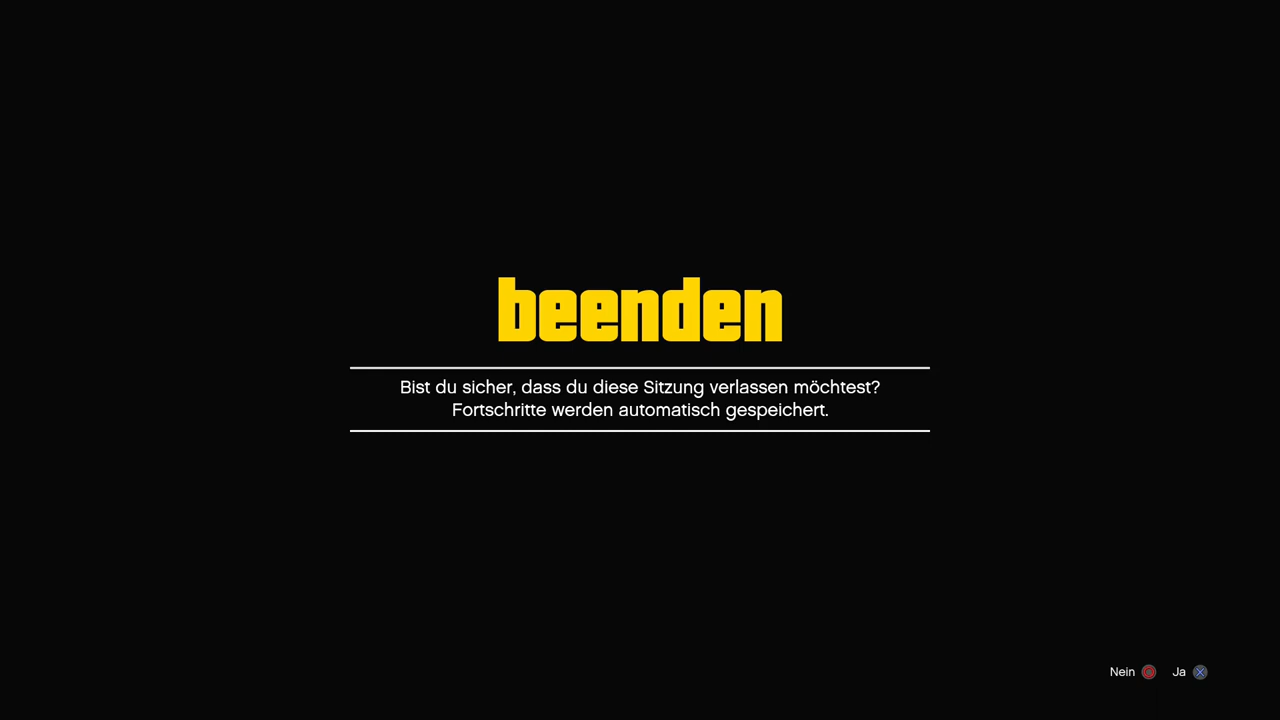 beenden
Bist du sicher, dass du diese Sitzung verlassen möchtest?
Fortschritte werden automatisch gespeichert.
Nein Ja